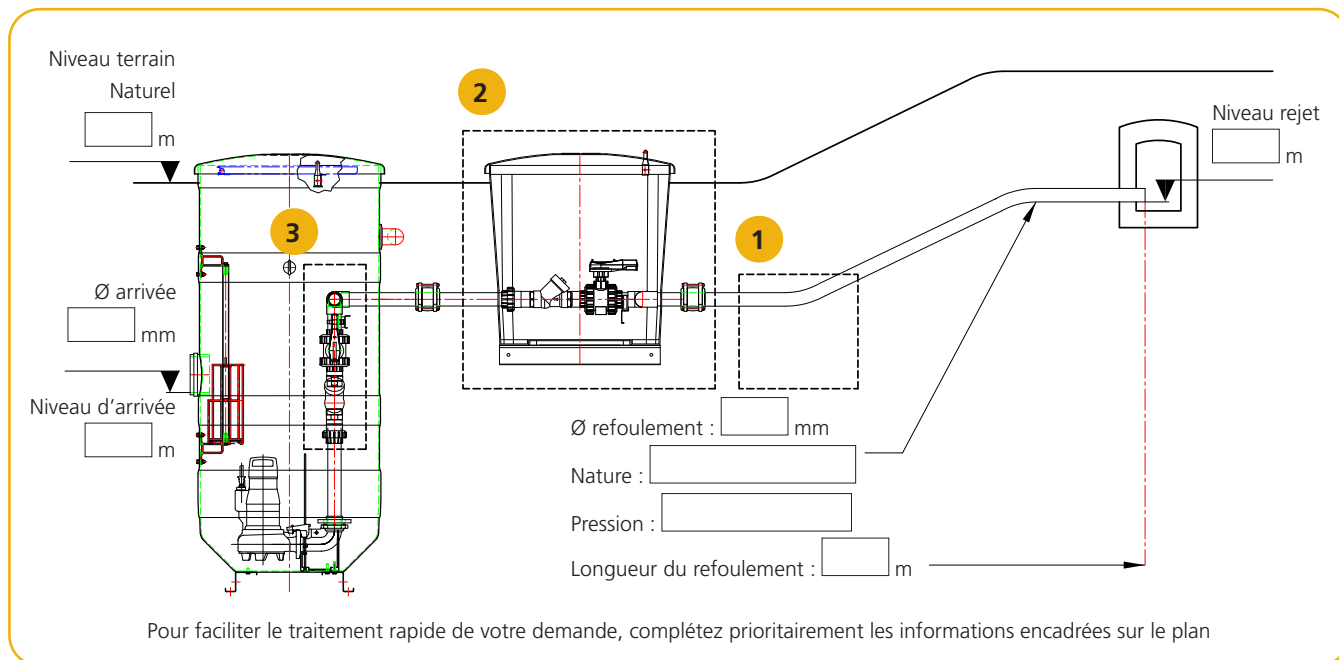 Niveau terrain
Naturel
m
2
Niveau rejet
m
3
1
Ø arrivée
mm
Niveau d’arrivée
m
Ø refoulement : mm
Nature :
Pression :
Longueur du refoulement : m
Pour faciliter le traitement rapide de votre demande, complétez prioritairement les informations encadrées sur le plan